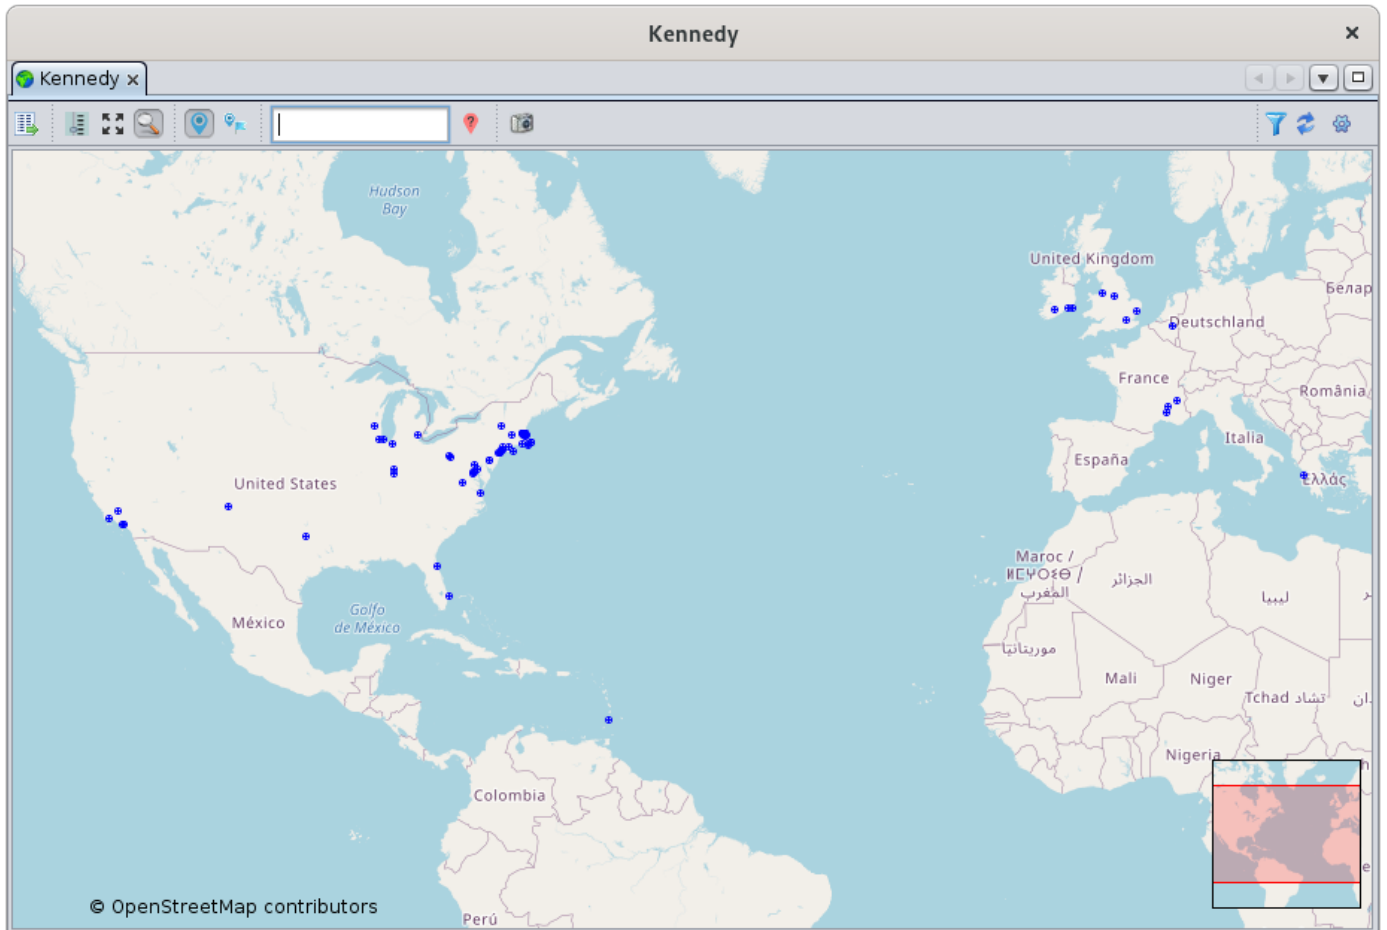 Kennedy
Kennedy
Hudson
Bay
United Kingdom
Белар
Deutschland
France
România
Italia
España
Ελλάς
United States
Maroc /
ⵍⵎⵖⵔⵉⴱ /
المغرب
الجزائر
ليبيا
México
Golfo
de México
موريتانيا
Mali
Niger
Tchad تشاد
Nigeria
Colombia
Perú
© OpenStreetMap contributors